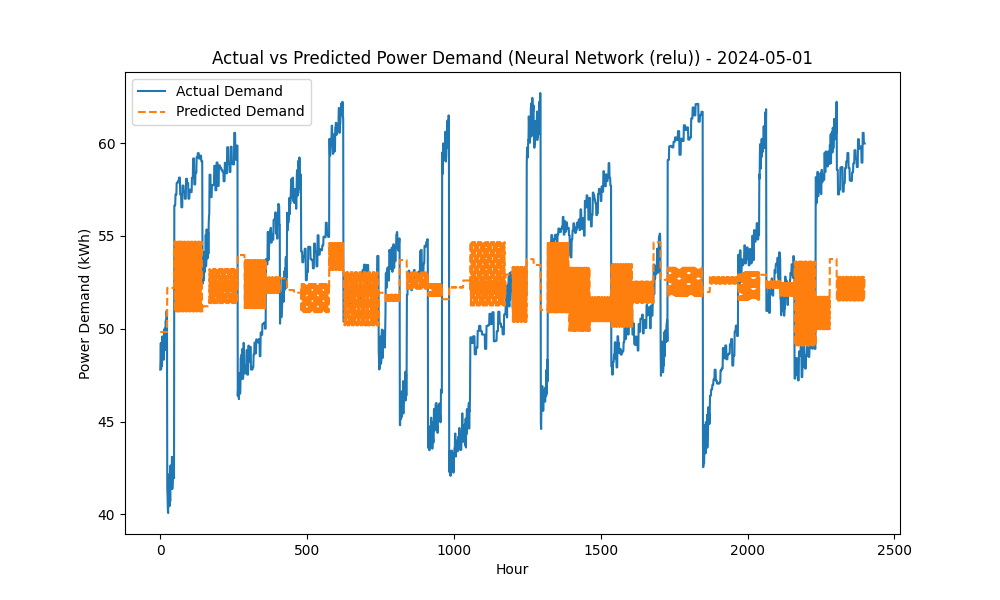 Actual vs Predicted Power Demand (Neural Network (relu)) - 2024-05-01
Actual Demand
Predicted Demand
Power Demand (kWh)
60
55
50
45
40
0
500
1000
1500
2000
2500
Hour